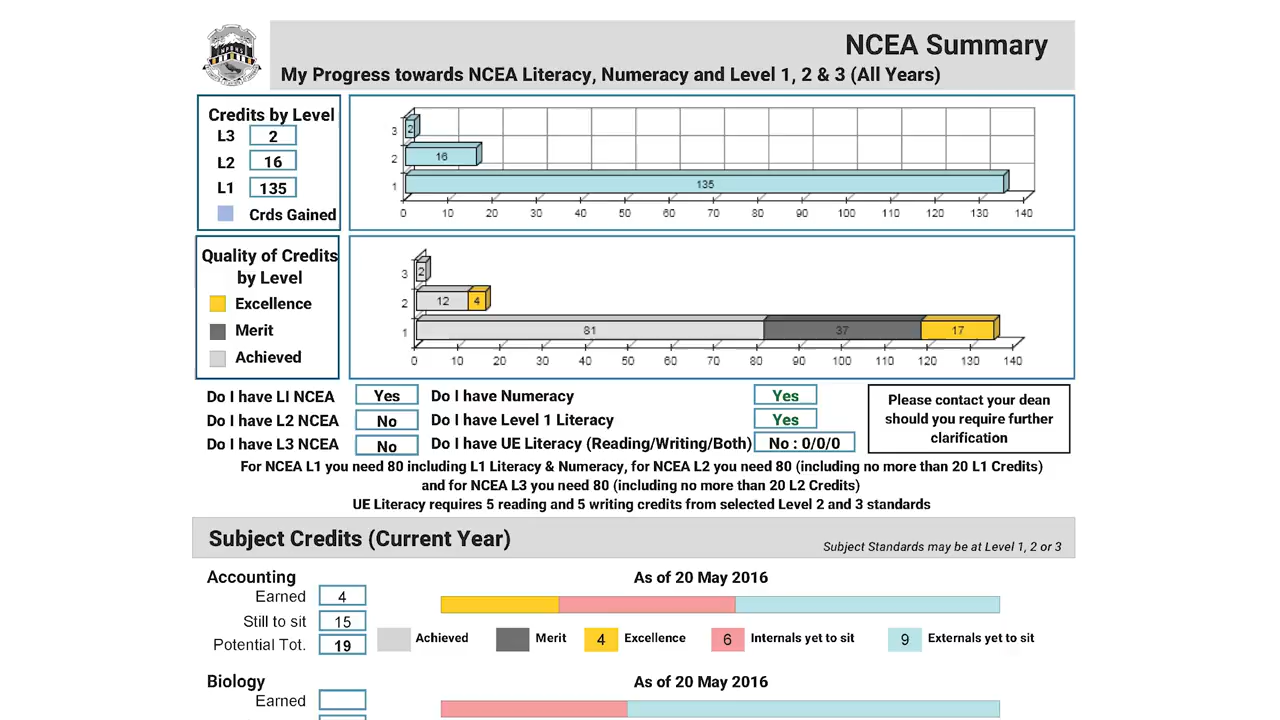 NCEA Summary
My Progress towards NCEA Literacy, Numeracy and Level 1, 2 & 3 (All Years)
Credits by Level
L3 2
L2 16
L1 135
Crds Gained
3 2
2 16
1 135
0 10 20 30 40 50 60 70 80 90 100 110 120 130 140
Quality of Credits
by Level
Excellence
Merit
Achieved
3 2
2 12 4
1 81 37 17
0 10 20 30 40 50 60 70 80 90 100 110 120 130 140
Do I have LI NCEA Yes Do I have Numeracy Yes
Do I have L2 NCEA No Do I have Level 1 Literacy Yes
Do I have L3 NCEA No Do I have UE Literacy (Reading/Writing/Both) No : 0/0/0
Please contact your dean
should you require further
clarification
For NCEA L1 you need 80 including L1 Literacy & Numeracy, for NCEA L2 you need 80 (including no more than 20 L1 Credits)
and for NCEA L3 you need 80 (including no more than 20 L2 Credits)
UE Literacy requires 5 reading and 5 writing credits from selected Level 2 and 3 standards
Subject Credits (Current Year)
Subject Standards may be at Level 1, 2 or 3
Accounting As of 20 May 2016
Earned 4
Still to sit 15
Potential Tot. 19
Achieved Merit 4 Excellence 6 Internals yet to sit 9 Externals yet to sit
Biology As of 20 May 2016
Earned